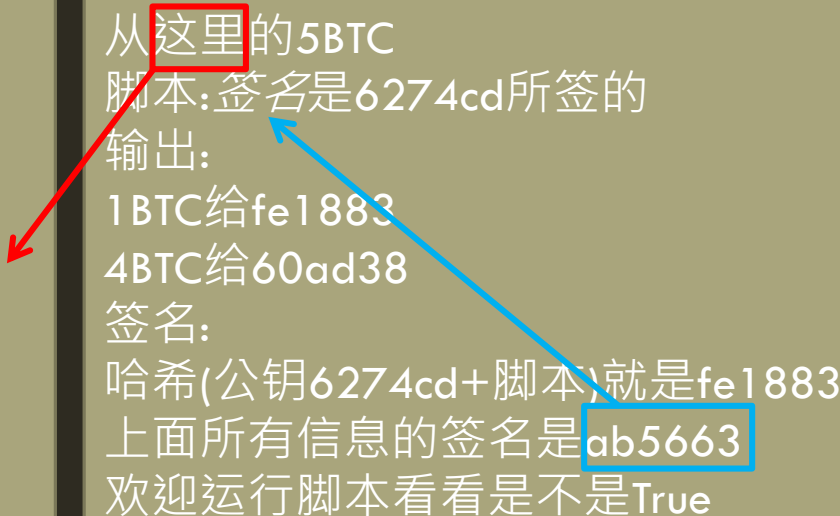 从这里的5BTC
脚本:签名是6274cd所签的
输出:
1BTC给fe1883
4BTC给60ad38
签名:
哈希(公钥6274cd+脚本)就是fe1883
上面所有信息的签名是ab5663
欢迎运行脚本看看是不是True